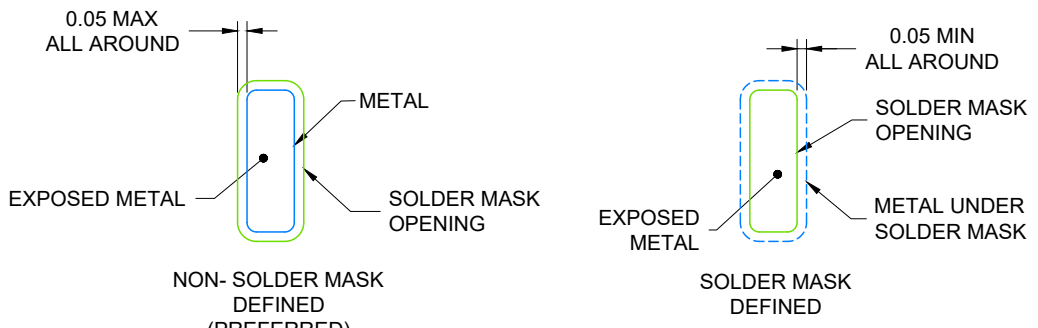 0.05 MAX
ALL AROUND
METAL
EXPOSED METAL
SOLDER MASK
OPENING
NON- SOLDER MASK
DEFINED
(PREFERRED)
0.05 MIN
ALL AROUND
SOLDER MASK
OPENING
EXPOSED
METAL
METAL UNDER
SOLDER MASK
SOLDER MASK
DEFINED